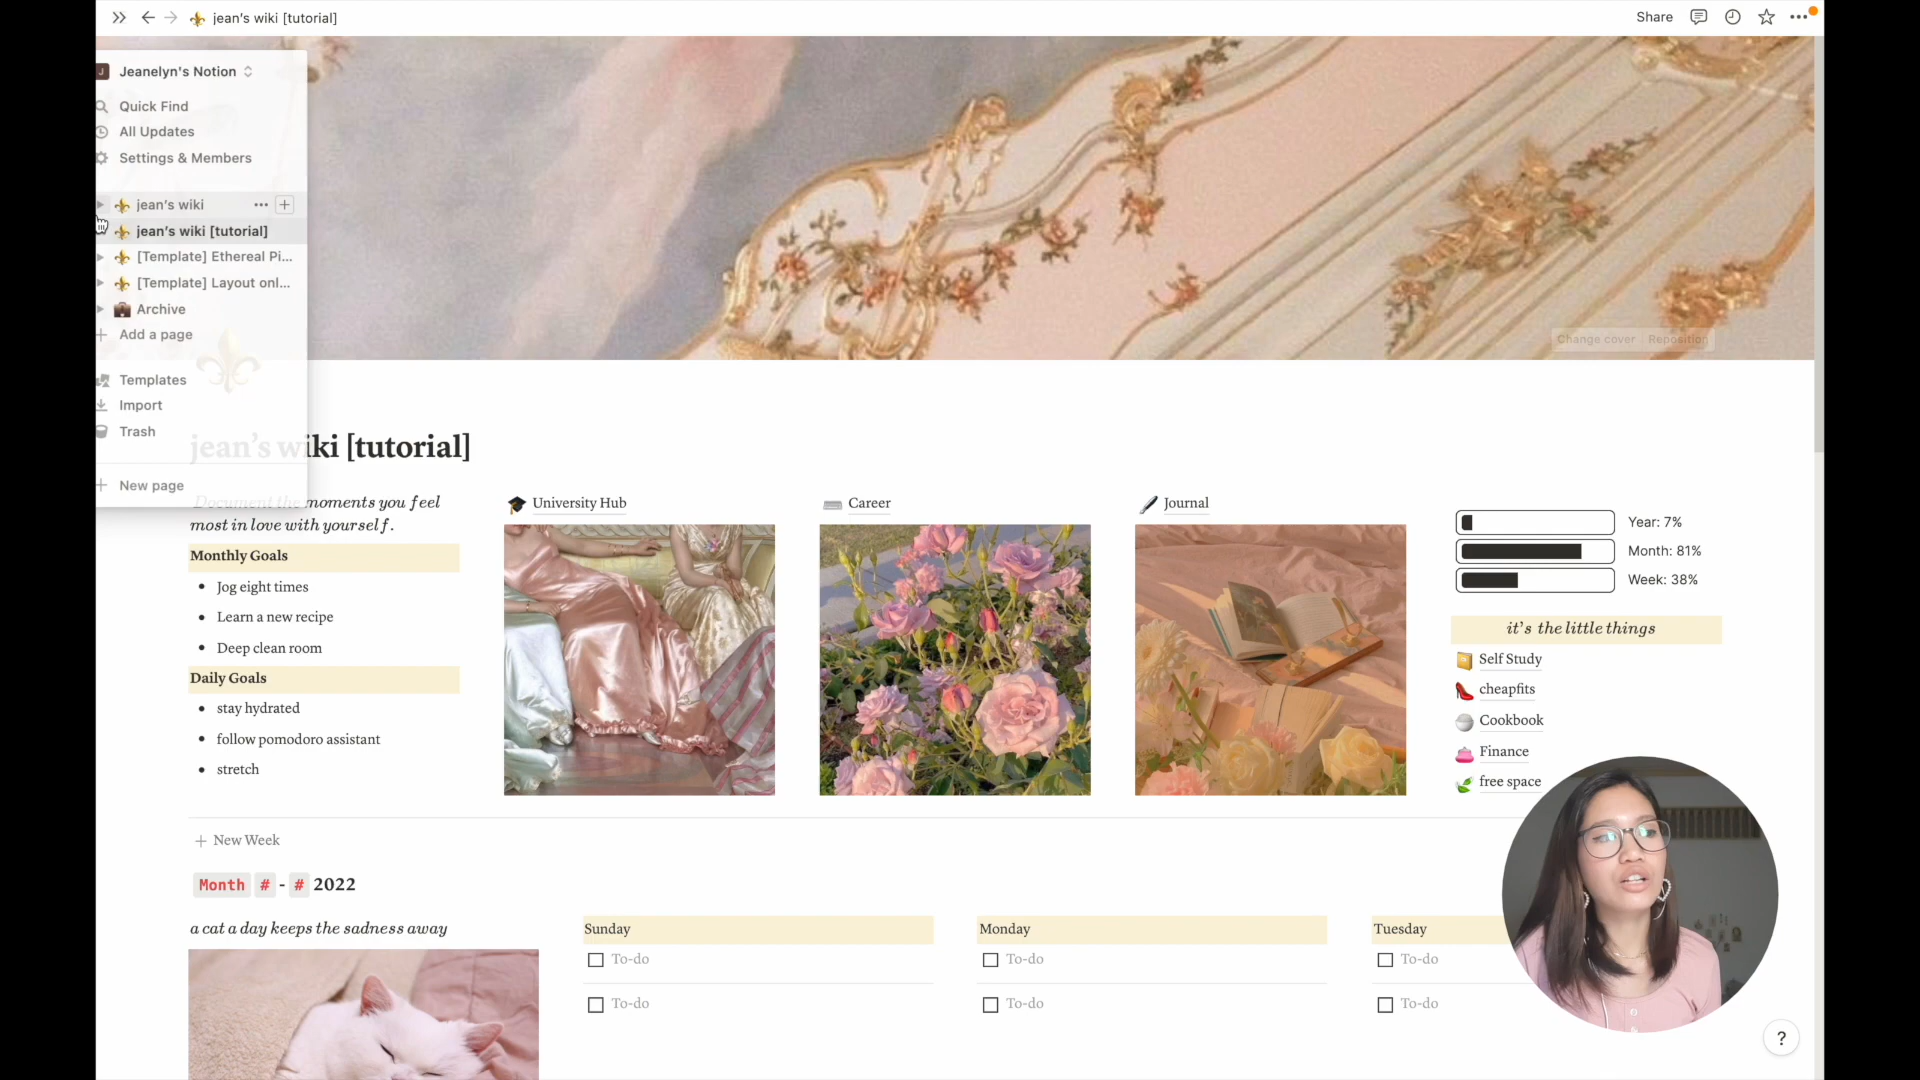 jean's wiki [tutorial]
Share
Jeanelyn's Notion
Quick Find
All Updates
Settings & Members
jean's wiki
jean's wiki [tutorial]
[Template] Ethereal Pi...
[Template] Layout onl...
Archive
Add a page
Templates
Import
Trash
New page
Change cover Reposition
jean's wiki [tutorial]
Document the moments you feel
most in love with yourself.
Monthly Goals
• Jog eight times
• Learn a new recipe
• Deep clean room
Daily Goals
• stay hydrated
• follow pomodoro assistant
• stretch
University Hub
Career
Journal
Year: 7%
Month: 81%
Week: 38%
it's the little things
Self Study
cheapfits
Cookbook
Finance
free space
+ New Week
Month # - # 2022
a cat a day keeps the sadness away
Sunday
To-do
To-do
Monday
To-do
To-do
Tuesday
To-do
To-do
?